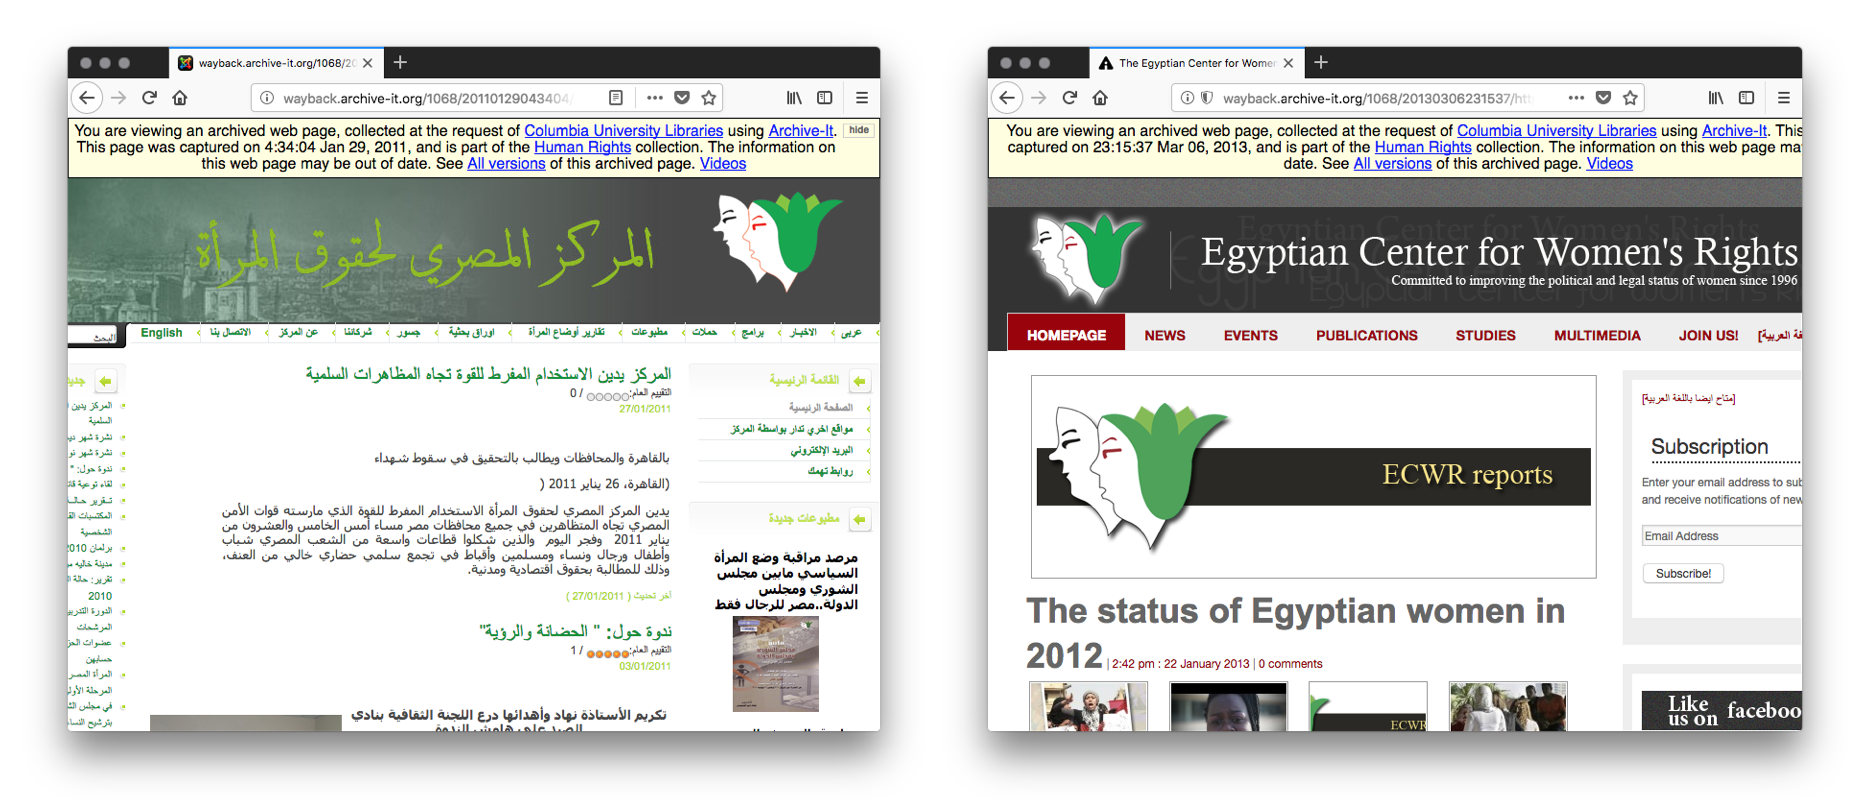 wayback.archive-it.org/1068/20
wayback.archive-it.org/1068/20110129043404/
You are viewing an archived web page, collected at the request of Columbia University Libraries using Archive-It. hide
This page was captured on 4:34:04 Jan 29, 2011, and is part of the Human Rights collection. The information on
this web page may be out of date. See All versions of this archived page. Videos
المركز المصري لحقوق المرأة
عربى
الاخبار
برامج
حملات
مطبوعات
تقارير أوضاع المرأة
اوراق بحثية
جسور
شركائنا
عن المركز
الاتصال بنا
English
البحث
القائمة الرئيسية
الصفحة الرئيسية
مواقع اخري تدار بواسطة المركز
البريد الإلكتروني
روابط تهمك
مطبوعات جديدة
مرصد مراقبة وضع المرأة
السياسي مابين مجلس
الشوري ومجلس
الدولة..مصر للرجال فقط
المركز يدين الاستخدام المفرط للقوة تجاه المظاهرات السلمية
التقييم العام: 0 /
27/01/2011
بالقاهرة والمحافظات ويطالب بالتحقيق في سقوط شهداء
(القاهرة، 26 يناير 2011 (
يدين المركز المصري لحقوق المرأة الاستخدام المفرط للقوة الذي مارسته قوات الأمن
المصري تجاه المتظاهرين في جميع محافظات مصر مساء أمس الخامس والعشرون من
يناير 2011 وفجر اليوم والذين شكلوا قطاعات واسعة من الشعب المصري شباب
وأطفال ورجال ونساء ومسلمين وأقباط في تجمع سلمي حضاري خالي من العنف،
وذلك للمطالبة بحقوق اقتصادية ومدنية.
آخر تحديث ( 27/01/2011 )
ندوة حول: " الحضانة والرؤية"
التقييم العام: 1 /
03/01/2011
تكريم الأستاذة نهاد وأهدائها درع اللجنة الثقافية بنادي
الصيد علي هامش الندوة
جديد
المركز يدين
السلمية
نشرة شهر
نشرة شهر
ندوة حول: "
لقاء توعية
تقرير
المكتسبات
الشخصية
برلمان 2010
مدينة خاليه
تقرير: حالة
2010
الدورة
المرشحات
عضوات
حسابهن
المرأة
المرحلة
في مجلس
بترشيح
The Egyptian Center for Women
wayback.archive-it.org/1068/20130306231537/
You are viewing an archived web page, collected at the request of Columbia University Libraries using Archive-It. This
captured on 23:15:37 Mar 06, 2013, and is part of the Human Rights collection. The information on this web page ma
date. See All versions of this archived page. Videos
Egyptian Center for Women's Rights
Committed to improving the political and legal status of women since 1996
HOMEPAGE NEWS EVENTS PUBLICATIONS STUDIES MULTIMEDIA JOIN US! العربية]
ECWR reports
The status of Egyptian women in
2012 | 2:42 pm : 22 January 2013 | 0 comments
ECWR
[متاح ايضا باللغة العربية]
Subscription
Enter your email address to sub
and receive notifications of new
Email Address
Subscribe!
Like
us on faceboo